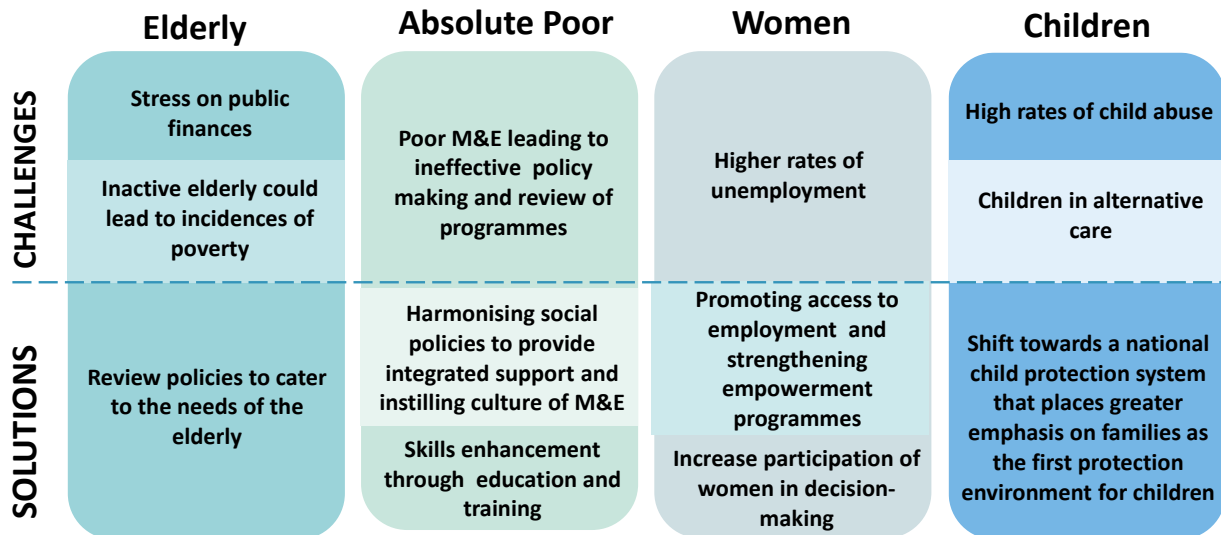 Elderly
Absolute Poor
Women
Children
CHALLENGES
Stress on public
finances
Inactive elderly could
lead to incidences of
poverty
Poor M&E leading to
ineffective policy
making and review of
programmes
Higher rates of
unemployment
High rates of child abuse
Children in alternative
care
SOLUTIONS
Review policies to cater
to the needs of the
elderly
Harmonising social
policies to provide
integrated support and
instilling culture of M&E
Skills enhancement
through education and
training
Promoting access to
employment and
strengthening
empowerment
programmes
Increase participation of
women in decision-
making
Shift towards a national
child protection system
that places greater
emphasis on families as
the first protection
environment for children